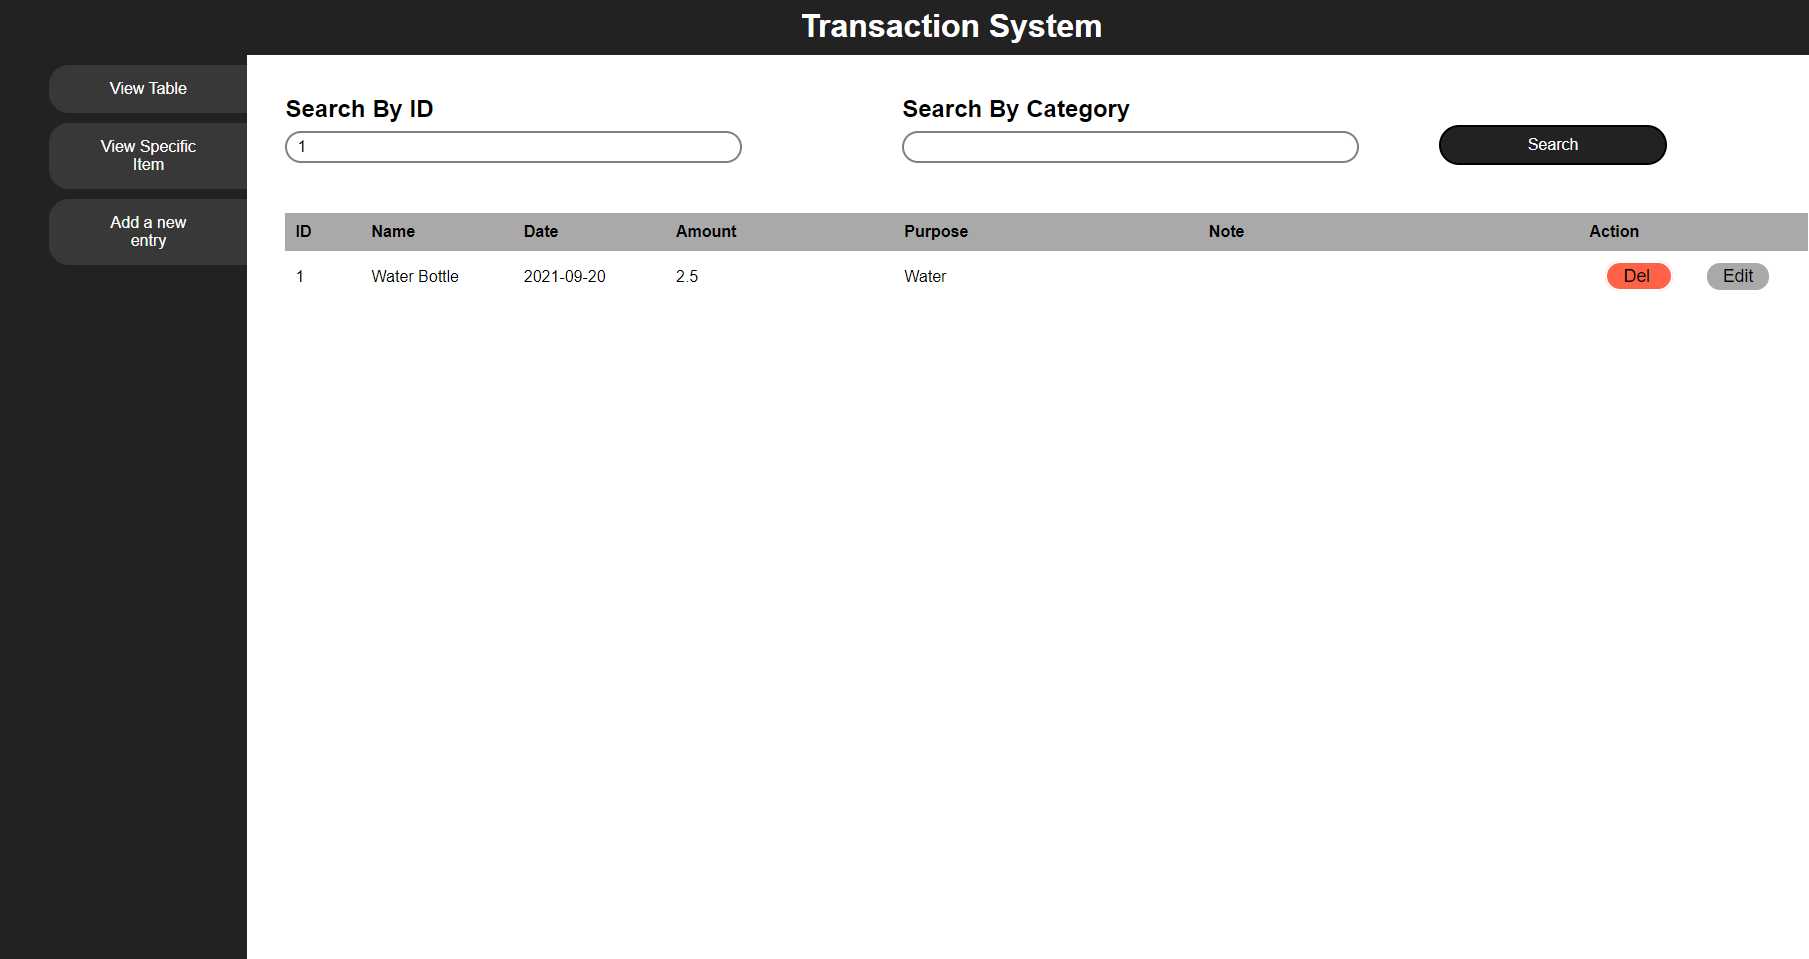 Transaction System
View Table
View Specific
Item
Add a new
entry
Search By ID
1
Search By Category
Search
ID Name Date Amount Purpose Note Action
1 Water Bottle 2021-09-20 2.5 Water Del Edit